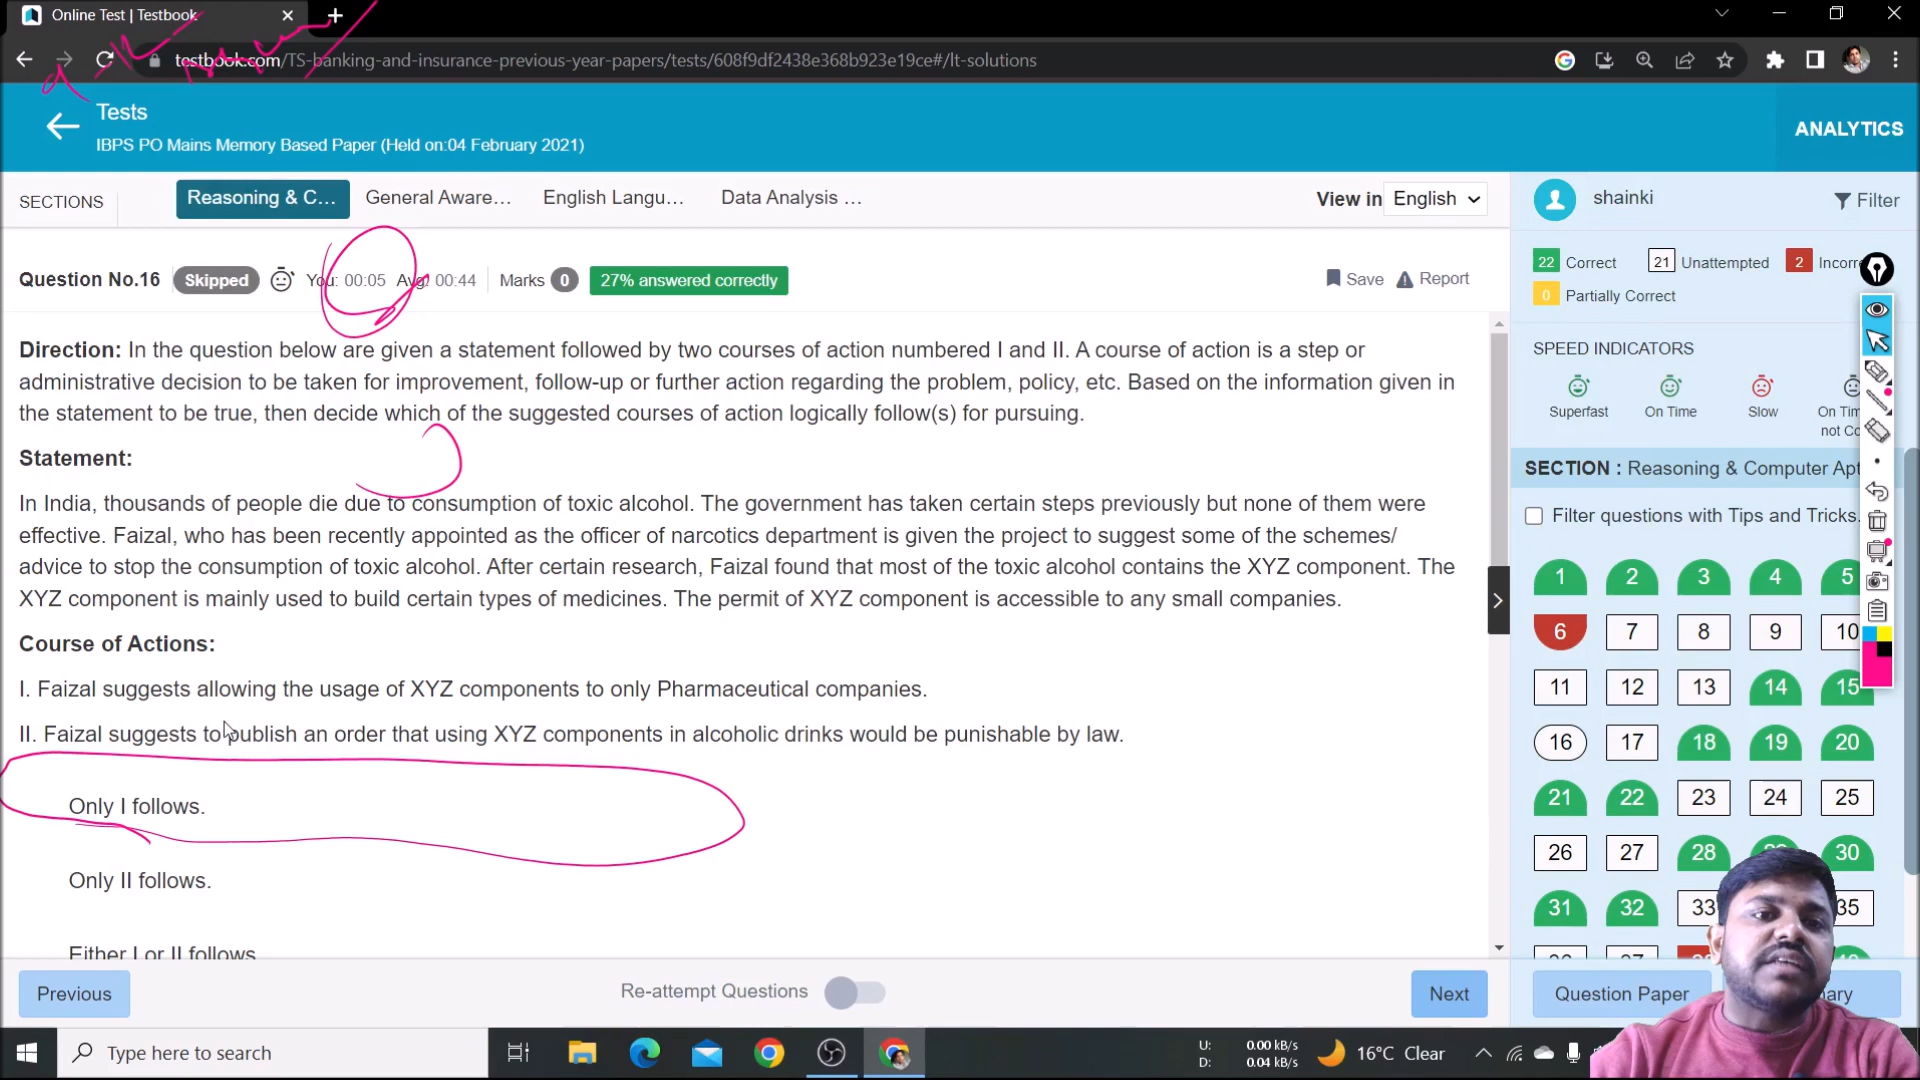 Online Test | Testbook
testbook.com/TS-banking-and-insurance-previous-year-papers/tests/608f9df2438e368b923e19ce#/lt-solutions
Tests
IBPS PO Mains Memory Based Paper (Held on:04 February 2021)
ANALYTICS
SECTIONS
Reasoning & C...
General Aware...
English Langu...
Data Analysis ...
View in English
shainki
Filter
Question No.16 Skipped You: 00:05 Avg: 00:44 Marks 0 27% answered correctly
Save Report
22 Correct 21 Unattempted 2 Incorre
0 Partially Correct
Direction: In the question below are given a statement followed by two courses of action numbered I and II. A course of action is a step or
administrative decision to be taken for improvement, follow-up or further action regarding the problem, policy, etc. Based on the information given in
the statement to be true, then decide which of the suggested courses of action logically follow(s) for pursuing.
Statement:
In India, thousands of people die due to consumption of toxic alcohol. The government has taken certain steps previously but none of them were
effective. Faizal, who has been recently appointed as the officer of narcotics department is given the project to suggest some of the schemes/
advice to stop the consumption of toxic alcohol. After certain research, Faizal found that most of the toxic alcohol contains the XYZ component. The
XYZ component is mainly used to build certain types of medicines. The permit of XYZ component is accessible to any small companies.
Course of Actions:
I. Faizal suggests allowing the usage of XYZ components to only Pharmaceutical companies.
II. Faizal suggests to publish an order that using XYZ components in alcoholic drinks would be punishable by law.
Only I follows.
Only II follows.
Either I or II follows
Previous
Re-attempt Questions
Next
SPEED INDICATORS
Superfast On Time Slow On Tim
not Co
SECTION : Reasoning & Computer Apt
Filter questions with Tips and Tricks.
1 2 3 4 5
6 7 8 9 10
11 12 13 14 15
16 17 18 19 20
21 22 23 24 25
26 27 28 30
31 32 33 35
Question Paper
Type here to search
U: 0.00 kB/s
D: 0.04 kB/s
16°C Clear